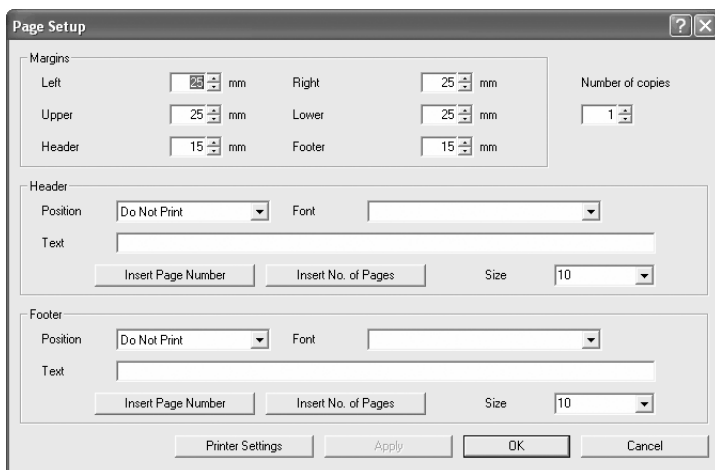 Page Setup
Margins
Left 25 mm Right 25 mm Number of copies
Upper 25 mm Lower 25 mm 1
Header 15 mm Footer 15 mm
Header
Position Do Not Print Font
Text
Insert Page Number Insert No. of Pages Size 10
Footer
Position Do Not Print Font
Text
Insert Page Number Insert No. of Pages Size 10
Printer Settings Apply OK Cancel